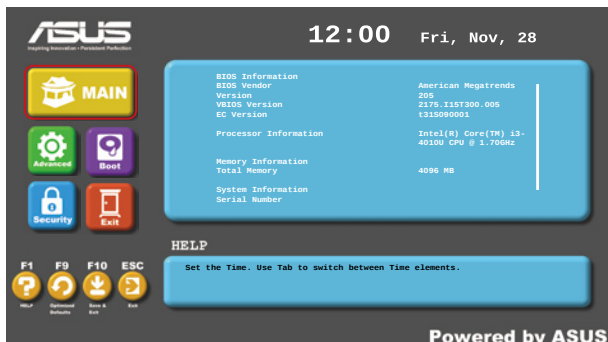 ASUS
Inspiring Innovation • Persistent Perfection
12:00 Fri, Nov, 28
MAIN
Advanced
Boot
Security
Exit
BIOS Information
BIOS Vendor American Megatrends
Version 205
VBIOS Version 2175.I15T300.005
EC Version t31S090001
Processor Information Intel(R) Core(TM) i3-
4010U CPU @ 1.70GHz
Memory Information
Total Memory 4096 MB
System Information
Serial Number
HELP
Set the Time. Use Tab to switch between Time elements.
F1 F9 F10 ESC
HELP
Optimized
Defaults
Save &
Exit
Exit
Powered by ASUS